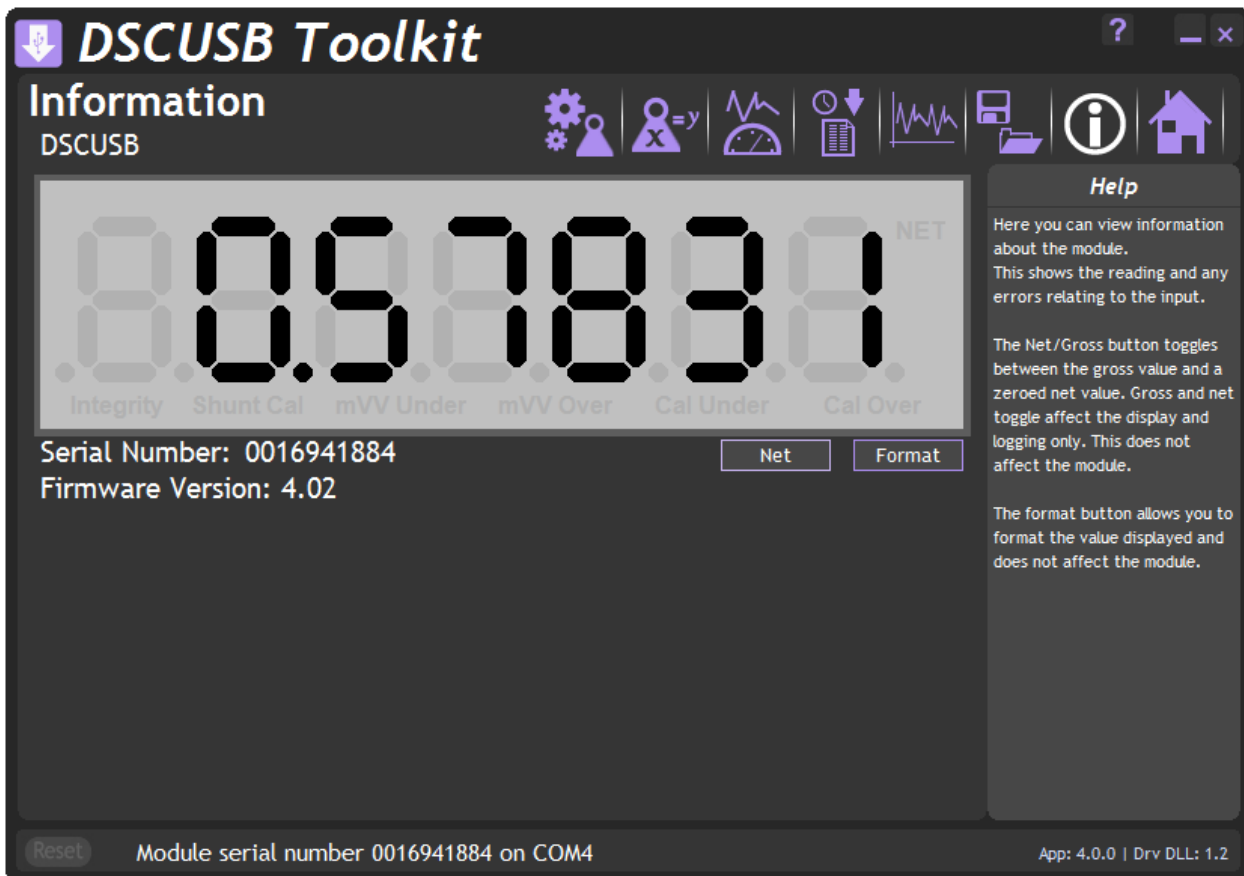 DSCUSB Toolkit
?
Information
DSCUSB
x=y
0.57831
NET
Integrity Shunt Cal mVV Under mVV Over Cal Under Cal Over
Serial Number: 0016941884
Net
Format
Firmware Version: 4.02
Help
Here you can view information
about the module.
This shows the reading and any
errors relating to the input.
The Net/Gross button toggles
between the gross value and a
zeroed net value. Gross and net
toggle affect the display and
logging only. This does not
affect the module.
The format button allows you to
format the value displayed and
does not affect the module.
Reset
Module serial number 0016941884 on COM4
App: 4.0.0 | Drv DLL: 1.2